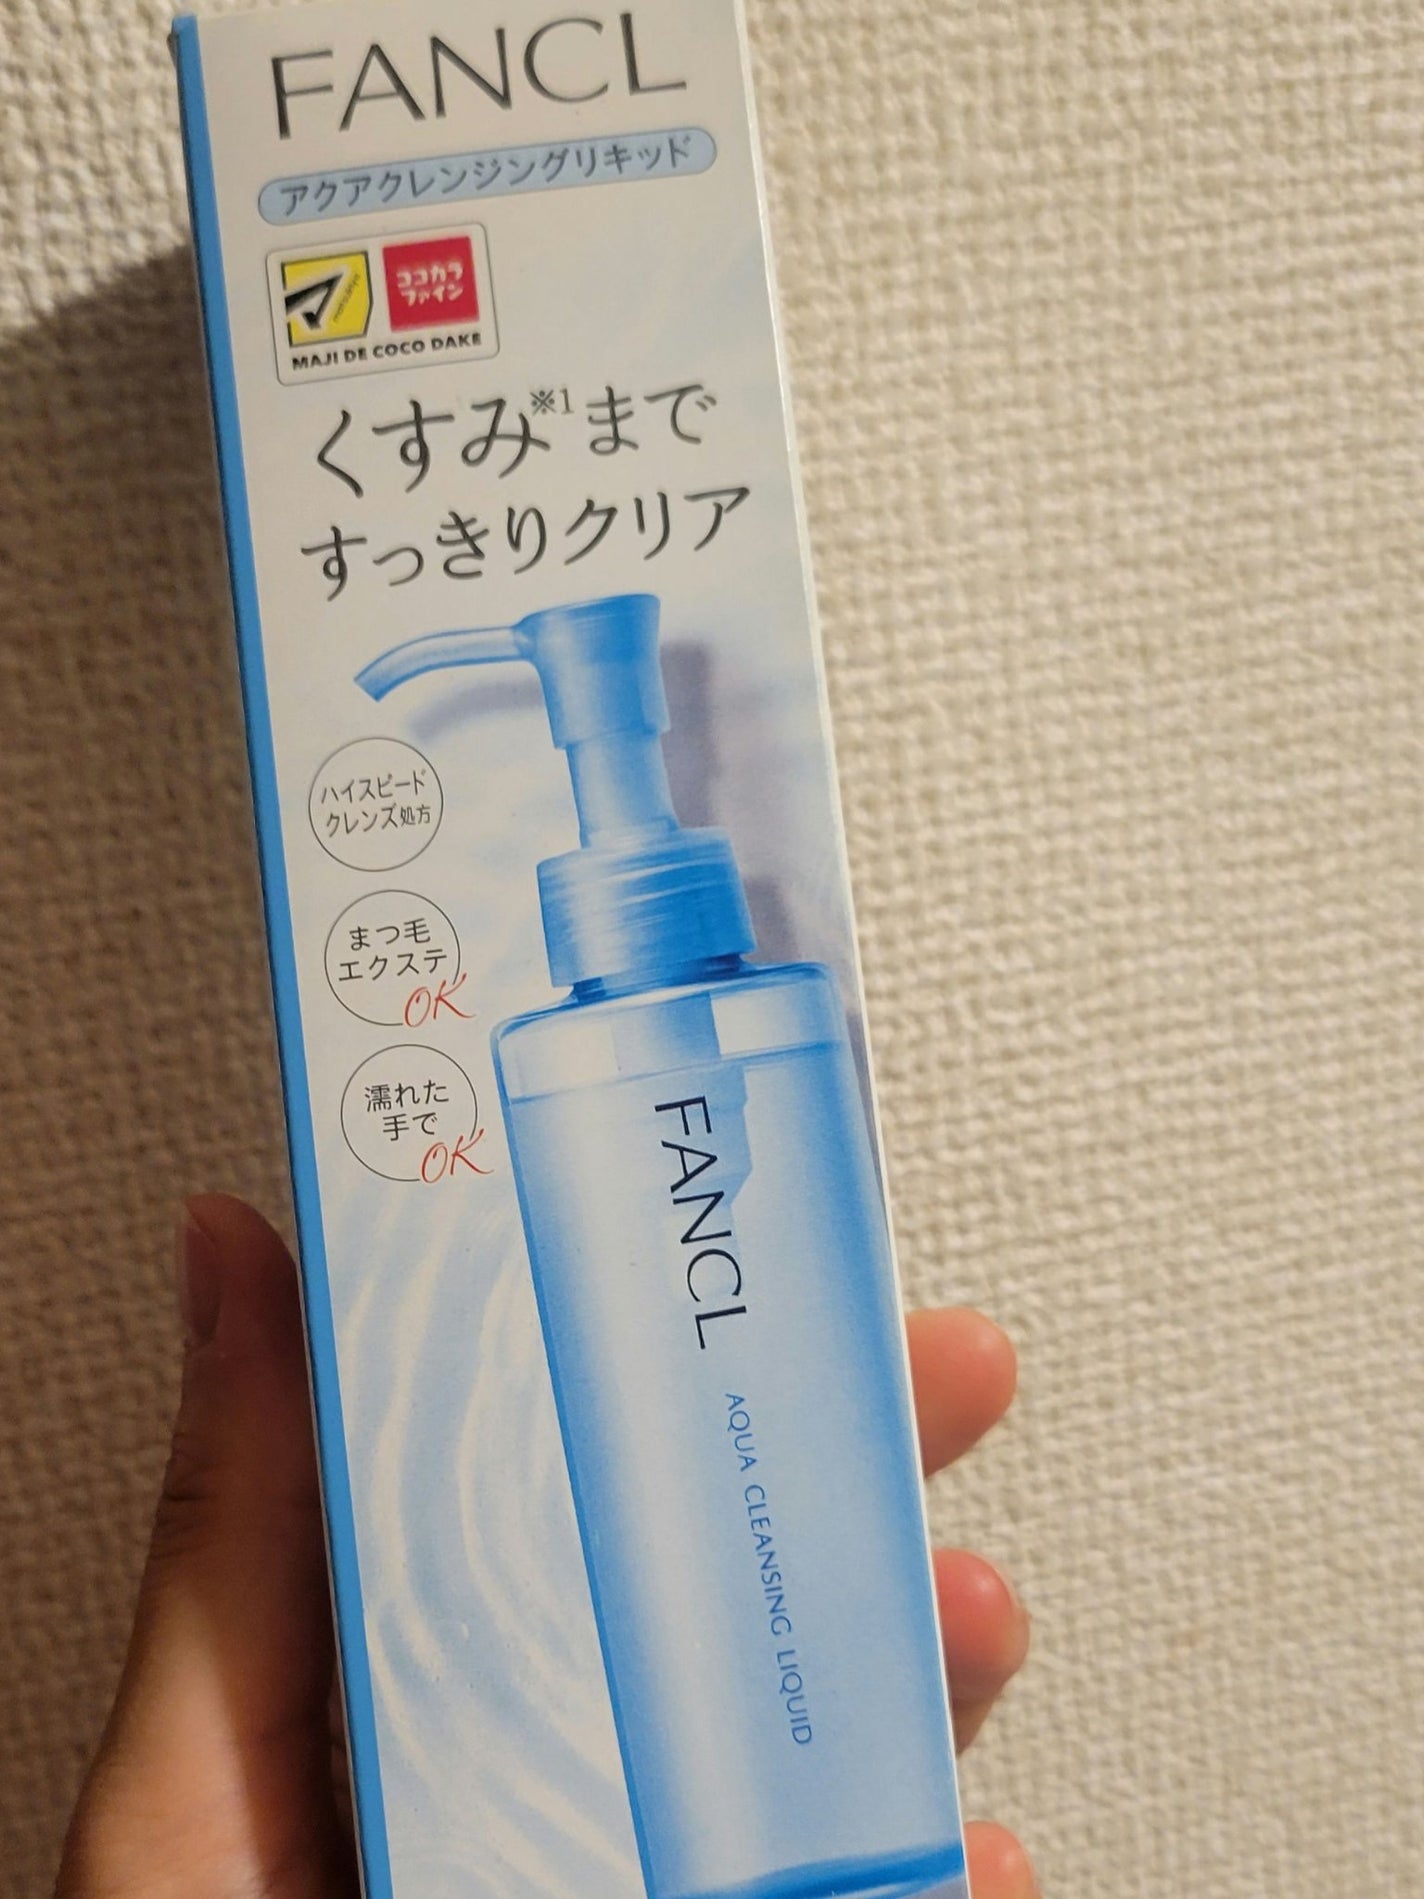 FANCL
アクアクレンジングリキッド
matsukiyo
ココカラ
ファイン
MAJI DE COCO DAKE
くすみ※1まで
すっきりクリア
ハイスピード
クレンズ処方
まつ毛
エクステ
OK
濡れた
手で
OK
FANCL
AQUA CLEANSING LIQUID